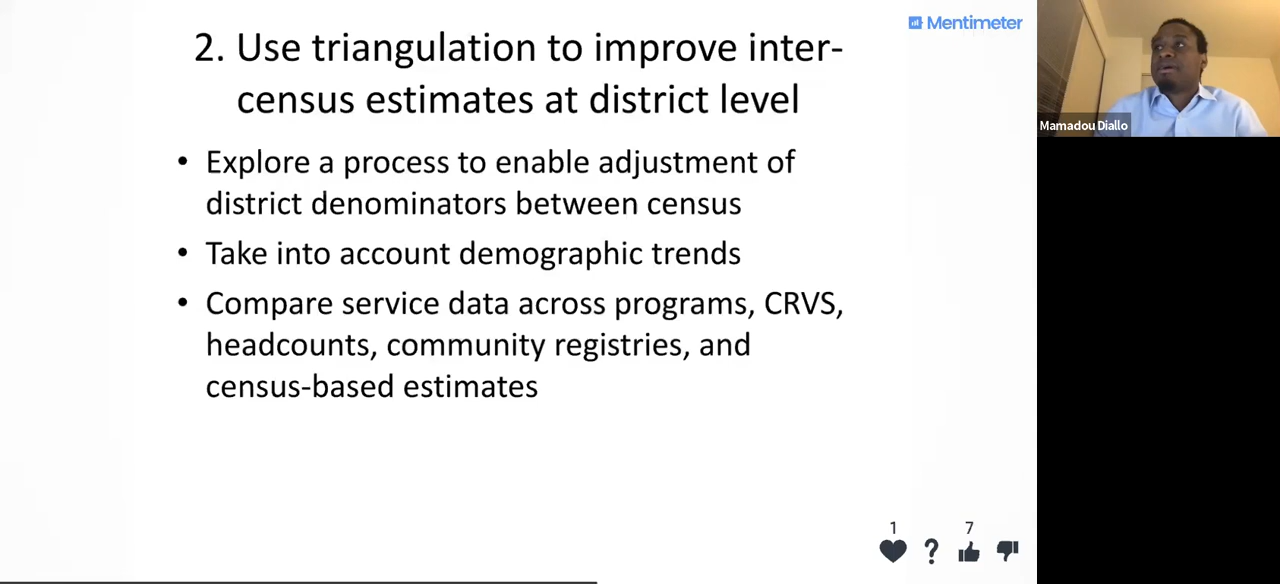 Mentimeter
2. Use triangulation to improve inter-
census estimates at district level
• Explore a process to enable adjustment of
district denominators between census
• Take into account demographic trends
• Compare service data across programs, CRVS,
headcounts, community registries, and
census-based estimates
1
7
?
Mamadou Diallo